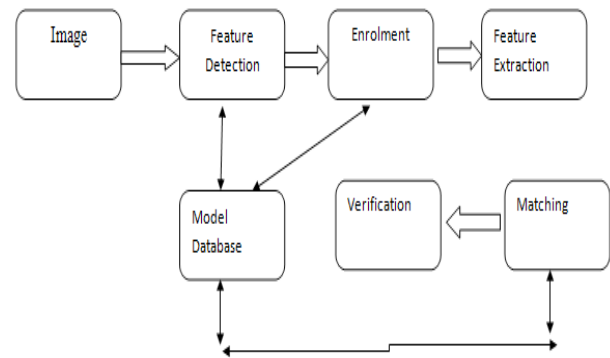 Image
Feature
Detection
Enrolment
Feature
Extraction
Model
Database
Verification
Matching